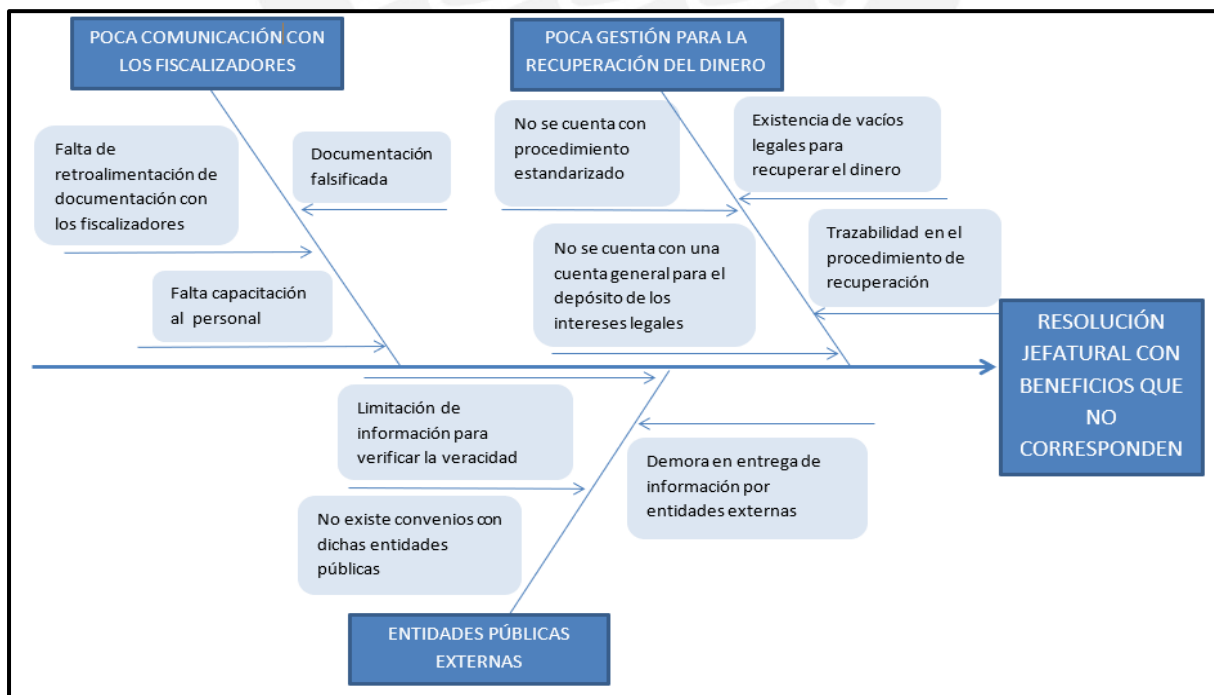 POCA COMUNICACIÓN CON
LOS FISCALIZADORES
POCA GESTIÓN PARA LA
RECUPERACIÓN DEL DINERO
Falta de
retroalimentación de
documentación con
los fiscalizadores
Documentación
falsificada
Falta capacitación
al personal
No se cuenta con
procedimiento
estandarizado
Existencia de vacíos
legales para
recuperar el dinero
No se cuenta con una
cuenta general para el
depósito de los
intereses legales
Trazabilidad en el
procedimiento de
recuperación
RESOLUCIÓN
JEFATURAL CON
BENEFICIOS QUE
NO
CORRESPONDEN
Limitación de
información para
verificar la veracidad
Demora en entrega de
información por
entidades externas
No existe convenios con
dichas entidades
públicas
ENTIDADES PÚBLICAS
EXTERNAS